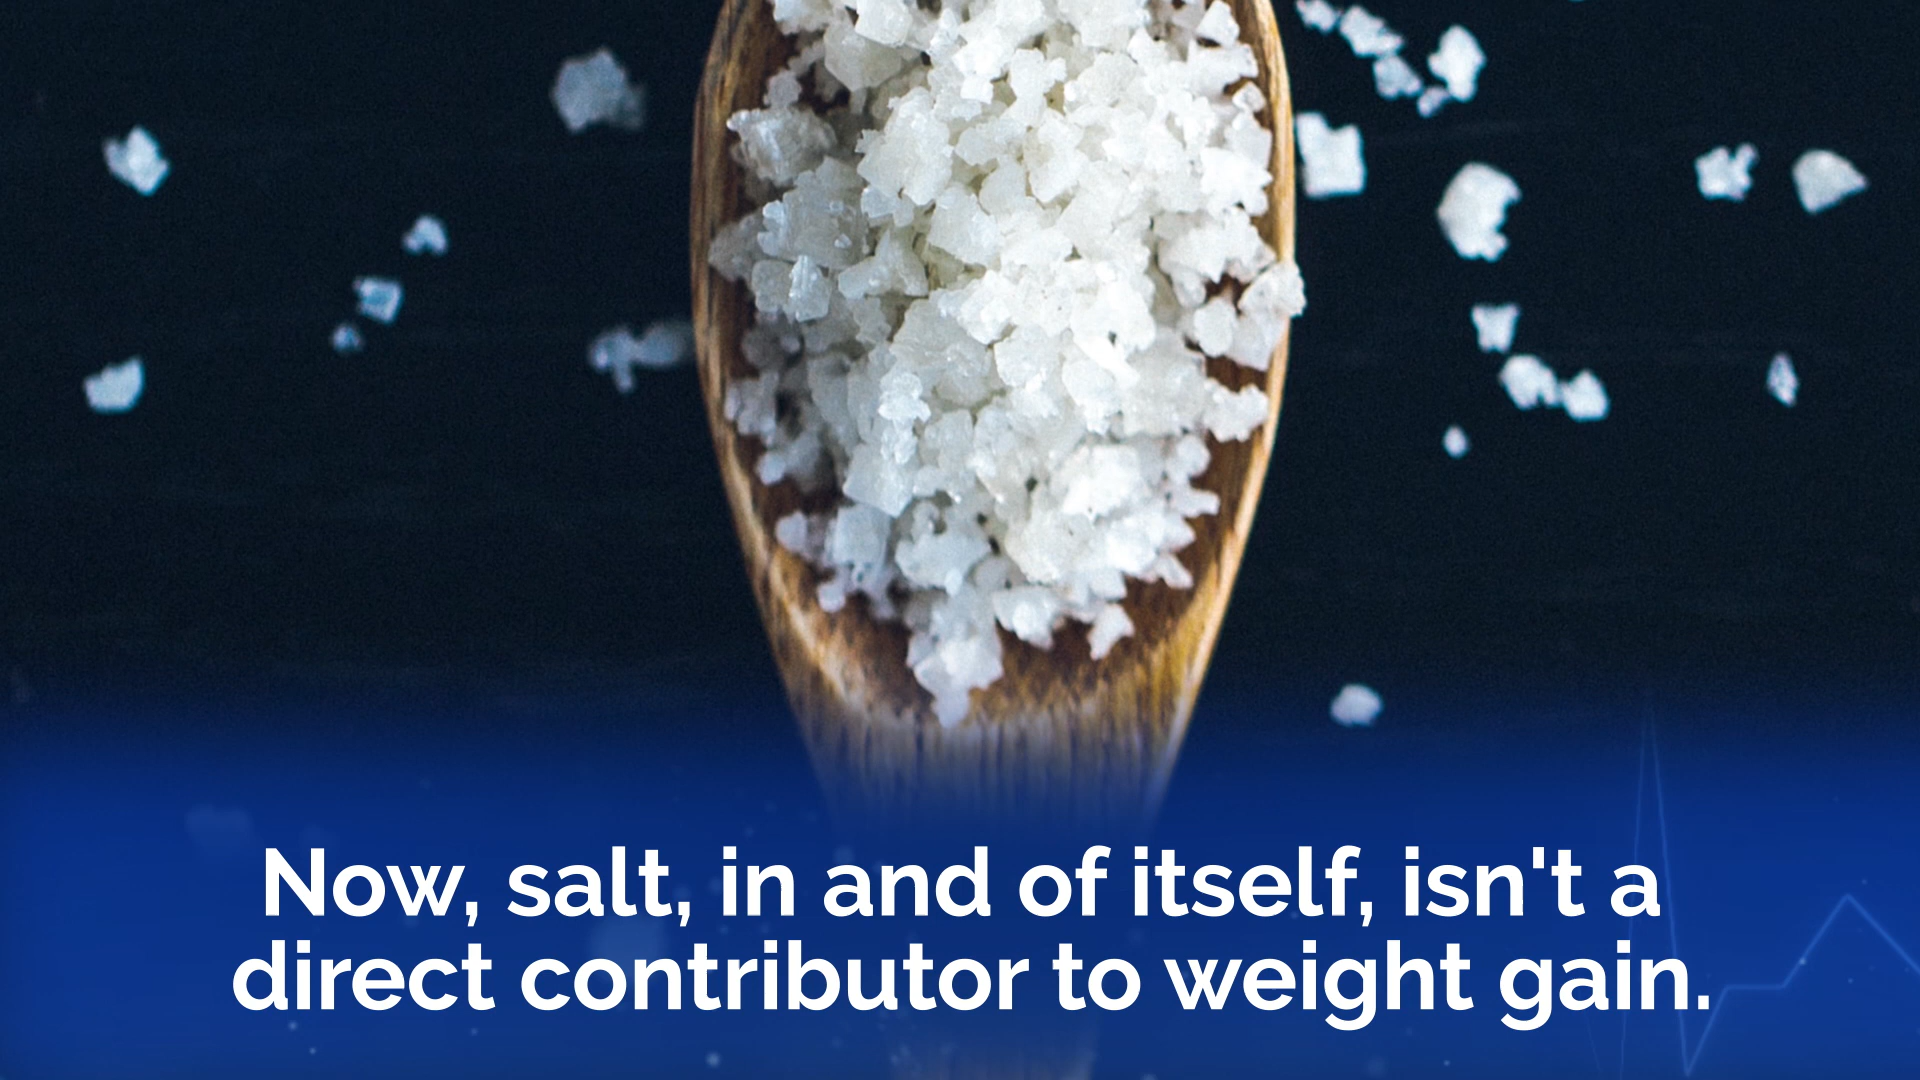 Now, salt, in and of itself, isn't a
direct contributor to weight gain.